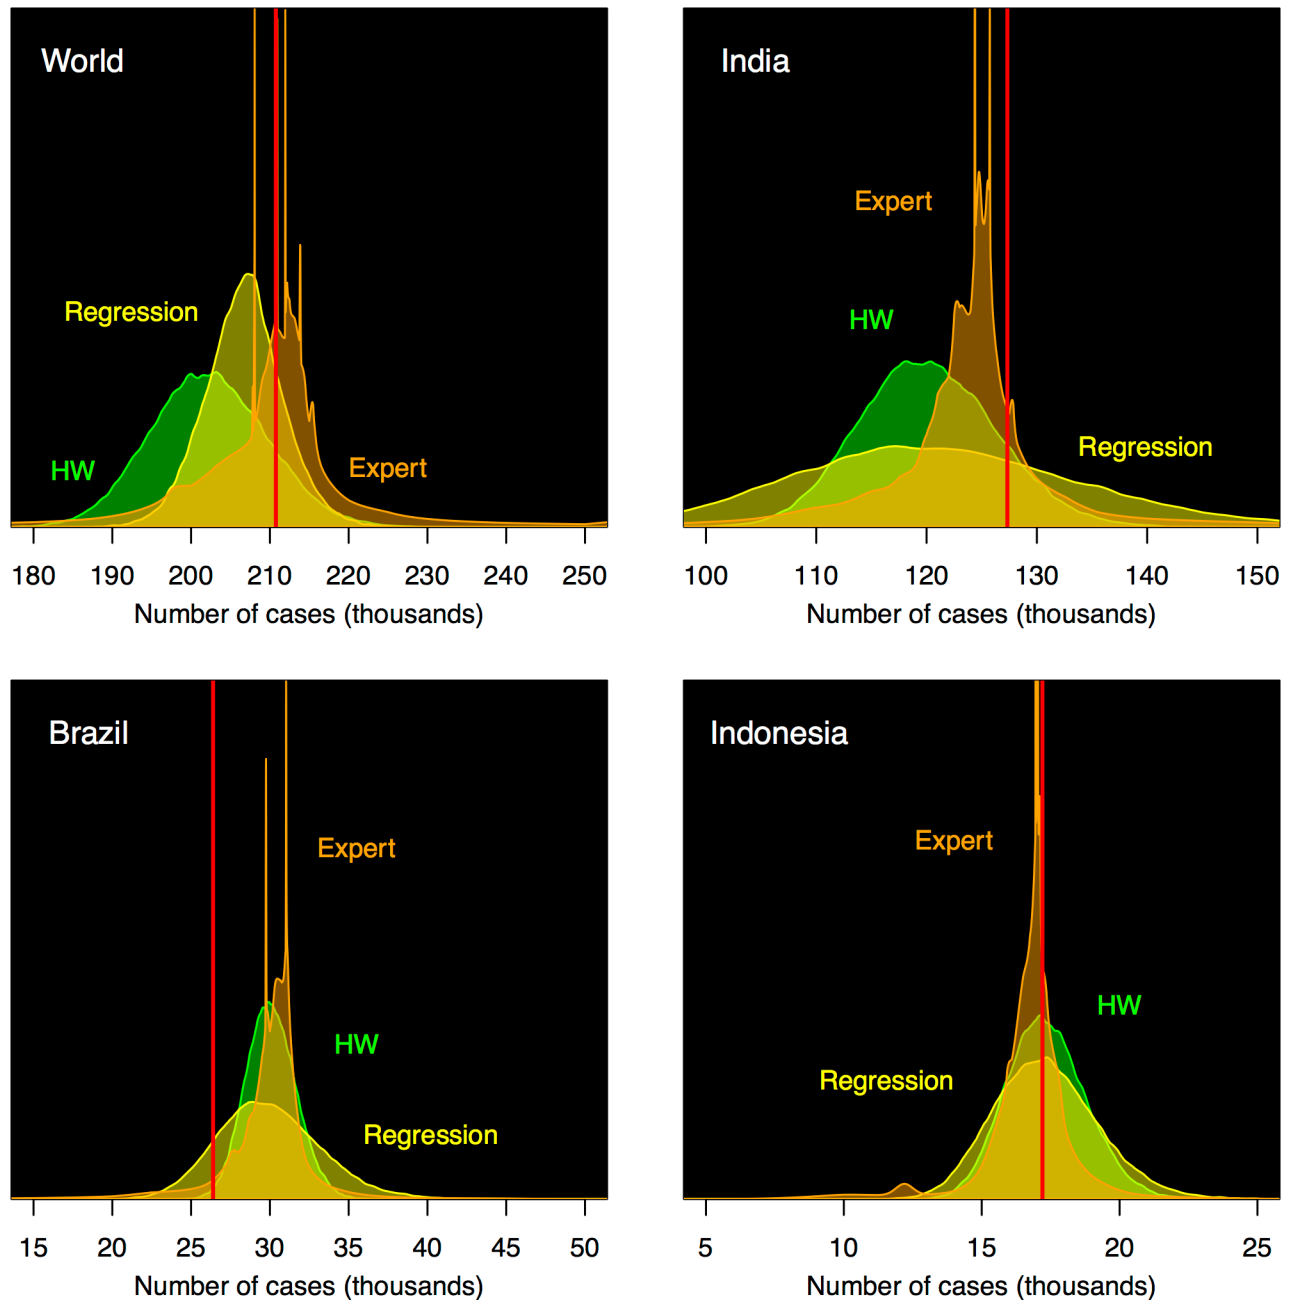 World
Regression
HW
Expert
180 190 200 210 220 230 240 250
Number of cases (thousands)
India
Expert
HW
Regression
100 110 120 130 140 150
Number of cases (thousands)
Brazil
Expert
HW
Regression
15 20 25 30 35 40 45 50
Number of cases (thousands)
Indonesia
Expert
HW
Regression
5 10 15 20 25
Number of cases (thousands)